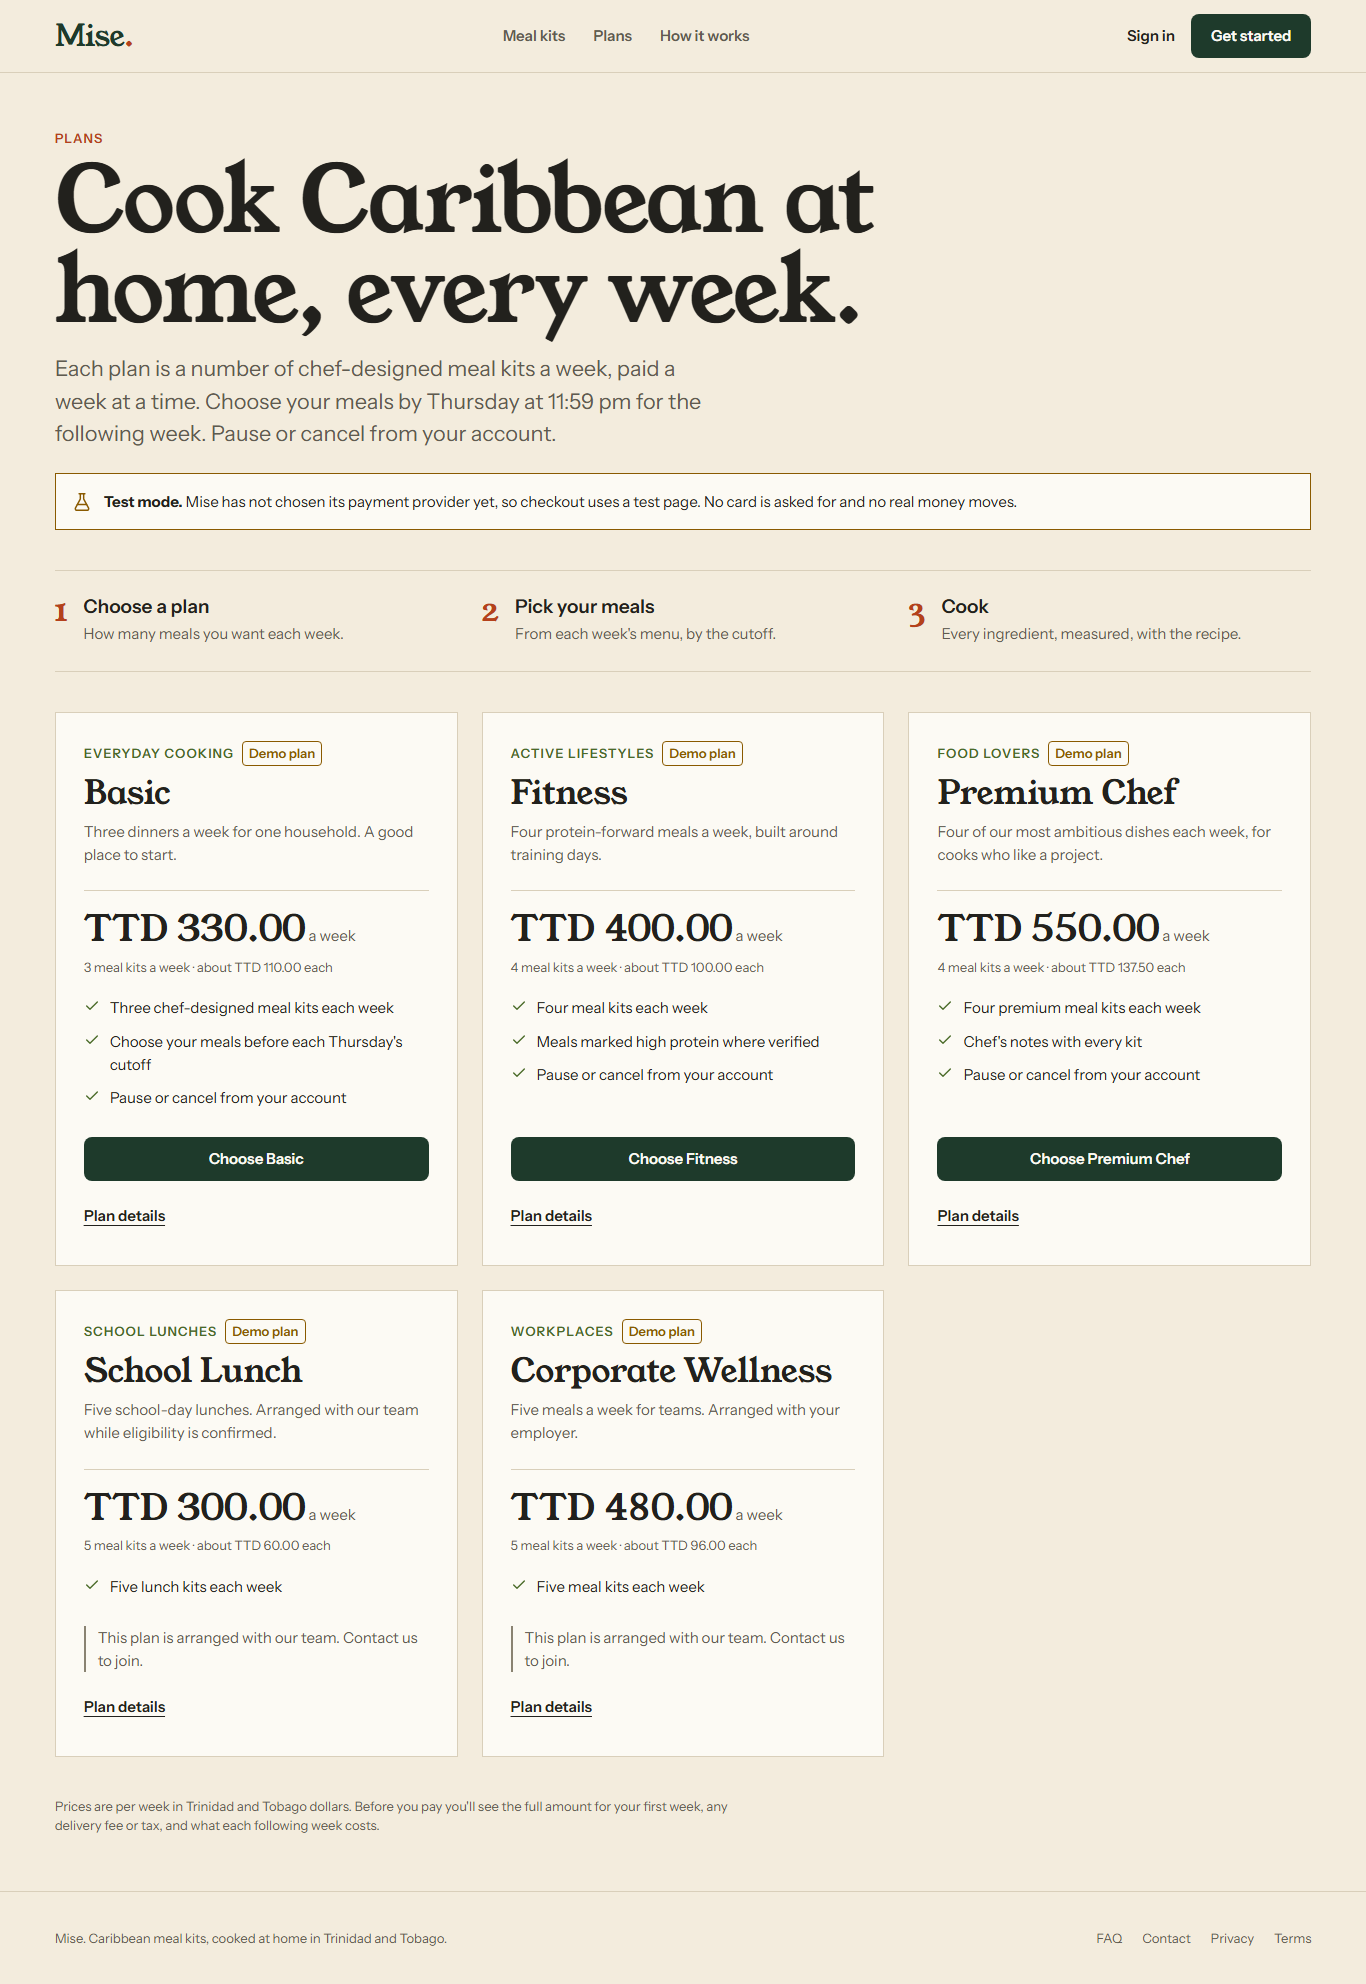 Mise.
Meal kits
Plans
How it works
Sign in
Get started
PLANS
Cook Caribbean at
home, every week.
Each plan is a number of chef-designed meal kits a week, paid a
week at a time. Choose your meals by Thursday at 11:59 pm for the
following week. Pause or cancel from your account.
Test mode. Mise has not chosen its payment provider yet, so checkout uses a test page. No card is asked for and no real money moves.
1
Choose a plan
How many meals you want each week.
2
Pick your meals
From each week's menu, by the cutoff.
3
Cook
Every ingredient, measured, with the recipe.
EVERYDAY COOKING
Demo plan
Basic
Three dinners a week for one household. A good
place to start.
TTD 330.00 a week
3 meal kits a week · about TTD 110.00 each
Three chef-designed meal kits each week
Choose your meals before each Thursday's
cutoff
Pause or cancel from your account
Choose Basic
Plan details
ACTIVE LIFESTYLES
Demo plan
Fitness
Four protein-forward meals a week, built around
training days.
TTD 400.00 a week
4 meal kits a week · about TTD 100.00 each
Four meal kits each week
Meals marked high protein where verified
Pause or cancel from your account
Choose Fitness
Plan details
FOOD LOVERS
Demo plan
Premium Chef
Four of our most ambitious dishes each week, for
cooks who like a project.
TTD 550.00 a week
4 meal kits a week · about TTD 137.50 each
Four premium meal kits each week
Chef's notes with every kit
Pause or cancel from your account
Choose Premium Chef
Plan details
SCHOOL LUNCHES
Demo plan
School Lunch
Five school-day lunches. Arranged with our team
while eligibility is confirmed.
TTD 300.00 a week
5 meal kits a week · about TTD 60.00 each
Five lunch kits each week
This plan is arranged with our team. Contact us
to join.
Plan details
WORKPLACES
Demo plan
Corporate Wellness
Five meals a week for teams. Arranged with your
employer.
TTD 480.00 a week
5 meal kits a week · about TTD 96.00 each
Five meal kits each week
This plan is arranged with our team. Contact us
to join.
Plan details
Prices are per week in Trinidad and Tobago dollars. Before you pay you'll see the full amount for your first week, any
delivery fee or tax, and what each following week costs.
Mise. Caribbean meal kits, cooked at home in Trinidad and Tobago.
FAQ
Contact
Privacy
Terms